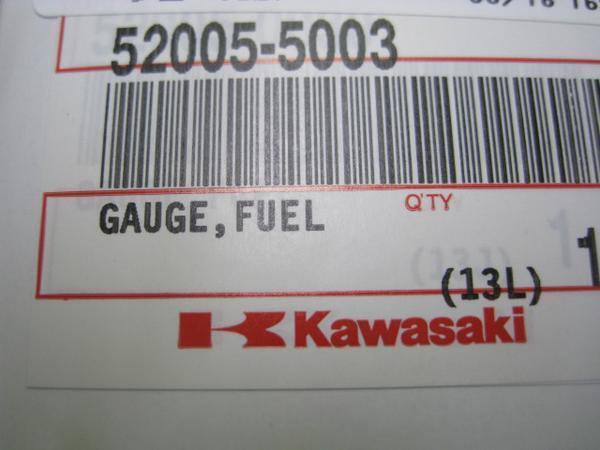 52005-5003
Q'TY
GAUGE,FUEL
1
(13L)
Kawasaki